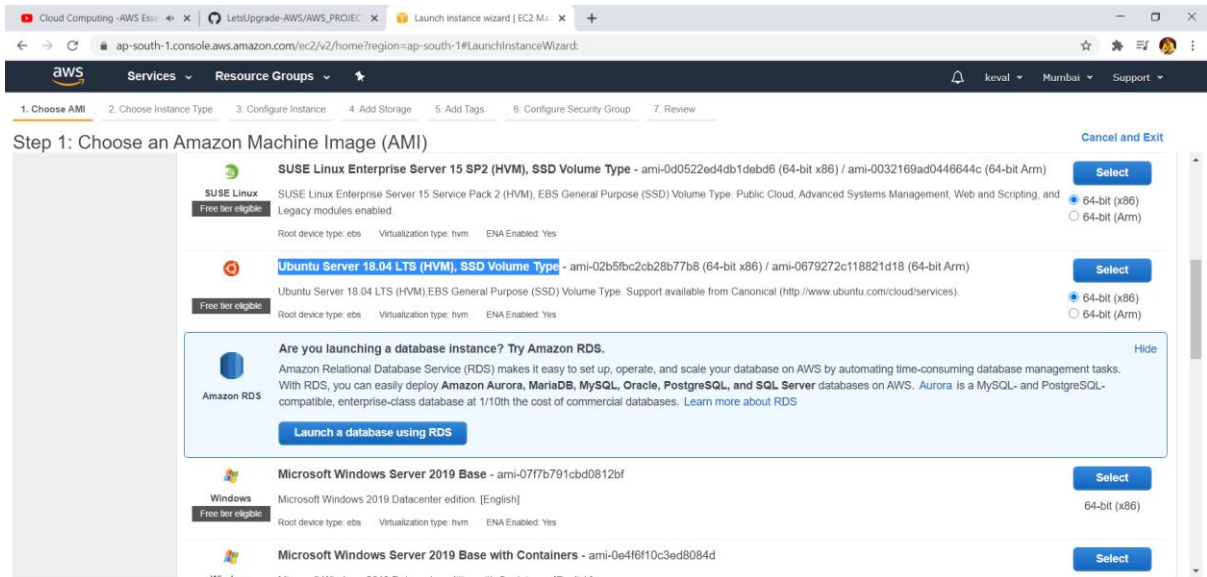 Cloud Computing -AWS Esse
LetsUpgrade-AWS/AWS_PROJEC
Launch instance wizard | EC2 Ma
ap-south-1.console.aws.amazon.com/ec2/v2/home?region=ap-south-1#LaunchInstanceWizard:
aws Services Resource Groups keval Mumbai Support
1. Choose AMI 2. Choose Instance Type 3. Configure Instance 4. Add Storage 5. Add Tags 6. Configure Security Group 7. Review
Step 1: Choose an Amazon Machine Image (AMI) Cancel and Exit
SUSE Linux
Free tier eligible
SUSE Linux Enterprise Server 15 SP2 (HVM), SSD Volume Type - ami-0d0522ed4db1debd6 (64-bit x86) / ami-0032169ad0446644c (64-bit Arm)
SUSE Linux Enterprise Server 15 Service Pack 2 (HVM), EBS General Purpose (SSD) Volume Type. Public Cloud, Advanced Systems Management, Web and Scripting, and
Legacy modules enabled.
Root device type: ebs Virtualization type: hvm ENA Enabled: Yes
Select
64-bit (x86)
64-bit (Arm)
Free tier eligible
Ubuntu Server 18.04 LTS (HVM), SSD Volume Type - ami-02b5fbc2cb28b77b8 (64-bit x86) / ami-0679272c118821d18 (64-bit Arm)
Ubuntu Server 18.04 LTS (HVM),EBS General Purpose (SSD) Volume Type. Support available from Canonical (http://www.ubuntu.com/cloud/services).
Root device type: ebs Virtualization type: hvm ENA Enabled: Yes
Select
64-bit (x86)
64-bit (Arm)
Amazon RDS
Are you launching a database instance? Try Amazon RDS. Hide
Amazon Relational Database Service (RDS) makes it easy to set up, operate, and scale your database on AWS by automating time-consuming database management tasks.
With RDS, you can easily deploy Amazon Aurora, MariaDB, MySQL, Oracle, PostgreSQL, and SQL Server databases on AWS. Aurora is a MySQL- and PostgreSQL-
compatible, enterprise-class database at 1/10th the cost of commercial databases. Learn more about RDS
Launch a database using RDS
Windows
Free tier eligible
Microsoft Windows Server 2019 Base - ami-07f7b791cbd0812bf
Microsoft Windows 2019 Datacenter edition. [English]
Root device type: ebs Virtualization type: hvm ENA Enabled: Yes
Select
64-bit (x86)
Microsoft Windows Server 2019 Base with Containers - ami-0e4f6f10c3ed8084d
Select